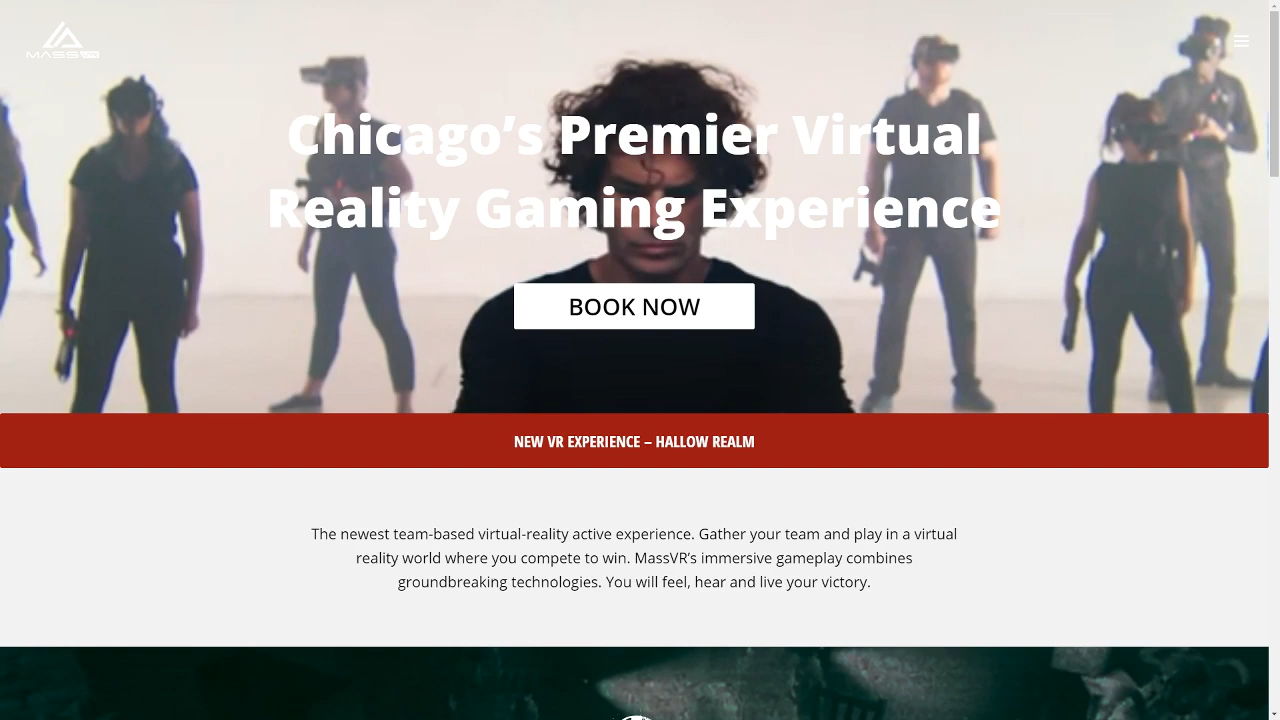 MASS VR
Chicago’s Premier Virtual
Reality Gaming Experience
BOOK NOW
NEW VR EXPERIENCE – HALLOW REALM
The newest team-based virtual-reality active experience. Gather your team and play in a virtual
reality world where you compete to win. MassVR’s immersive gameplay combines
groundbreaking technologies. You will feel, hear and live your victory.